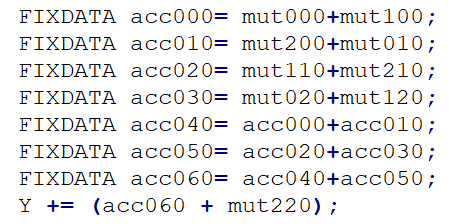 FIXDATA acc000= mut000+mut100;
FIXDATA acc010= mut200+mut010;
FIXDATA acc020= mut110+mut210;
FIXDATA acc030= mut020+mut120;
FIXDATA acc040= acc000+acc010;
FIXDATA acc050= acc020+acc030;
FIXDATA acc060= acc040+acc050;
Y += (acc060 + mut220);